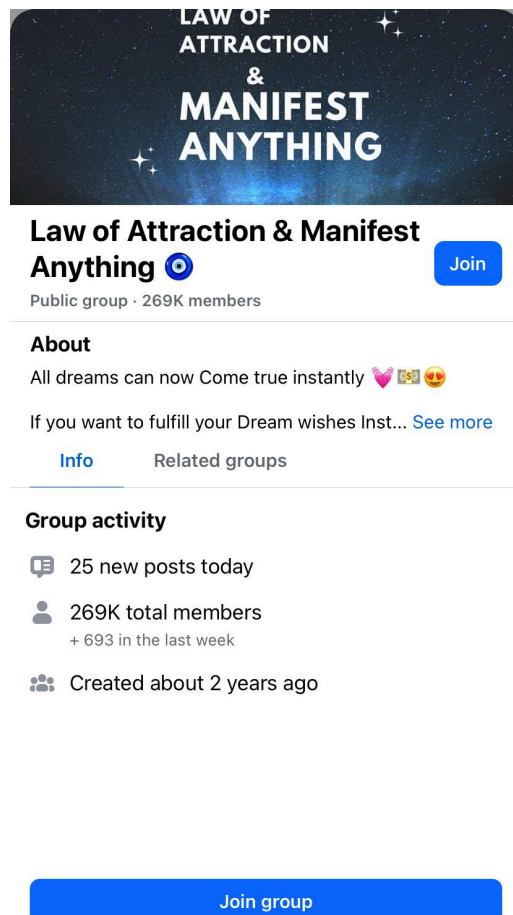 LAW OF
ATTRACTION
&
MANIFEST
ANYTHING
Law of Attraction & Manifest
Anything 🧿
Join
Public group · 269K members
About
All dreams can now Come true instantly 💓💵😍
If you want to fulfill your Dream wishes Inst... See more
Info Related groups
Group activity
25 new posts today
269K total members
+ 693 in the last week
Created about 2 years ago
Join group